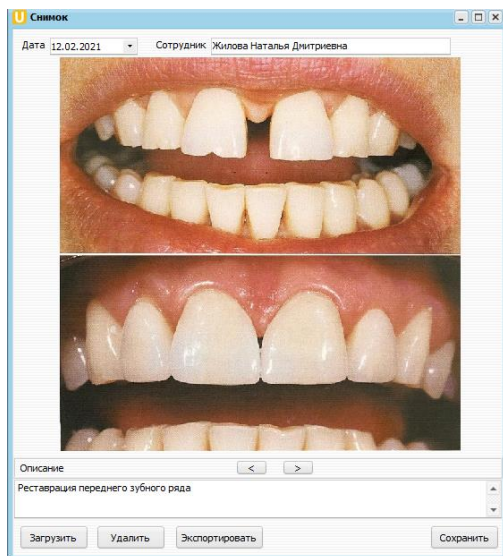 U Снимок
Дата 12.02.2021 Сотрудник Жилова Наталья Дмитриевна
Описание < >
Реставрация переднего зубного ряда
Загрузить Удалить Экспортировать Сохранить